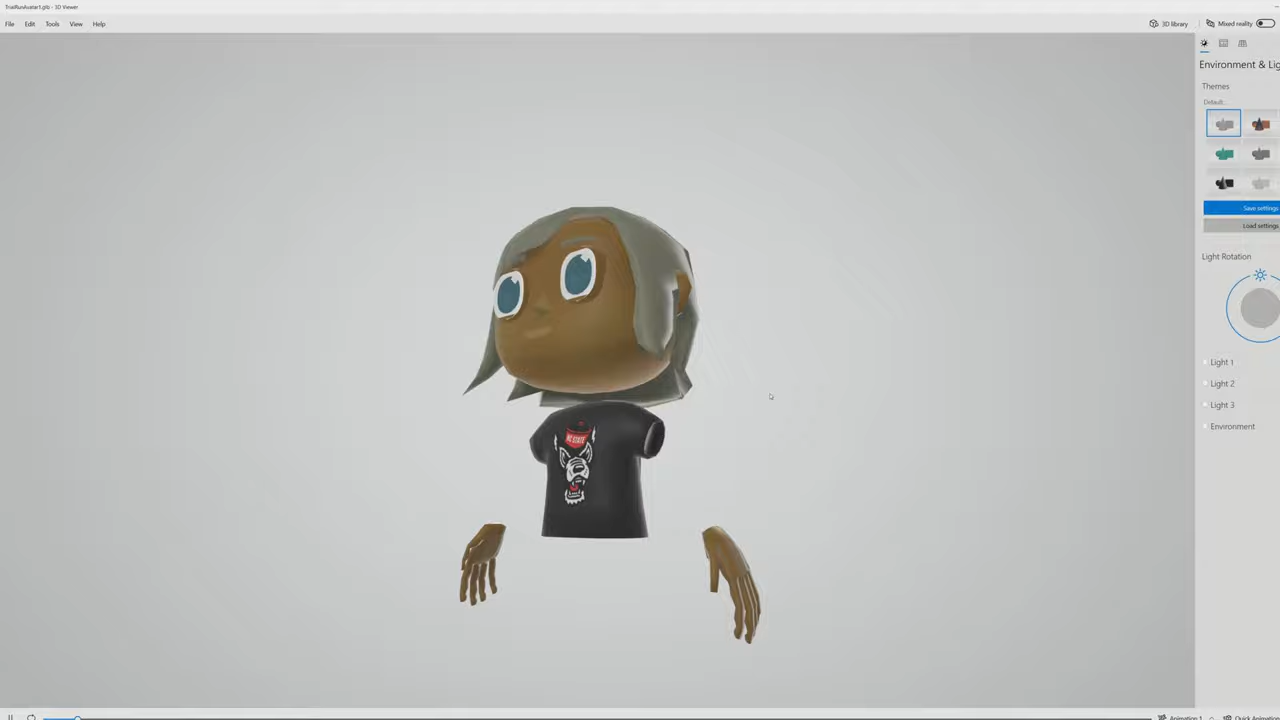 TrialRunAvatar1.glb - 3D Viewer
File Edit Tools View Help
3D library
Mixed reality
Environment & Lig
Themes
Default...
Save settings
Load settings
Light Rotation
Light 1
Light 2
Light 3
Environment
NC STATE
Animation 1
Quick Animation